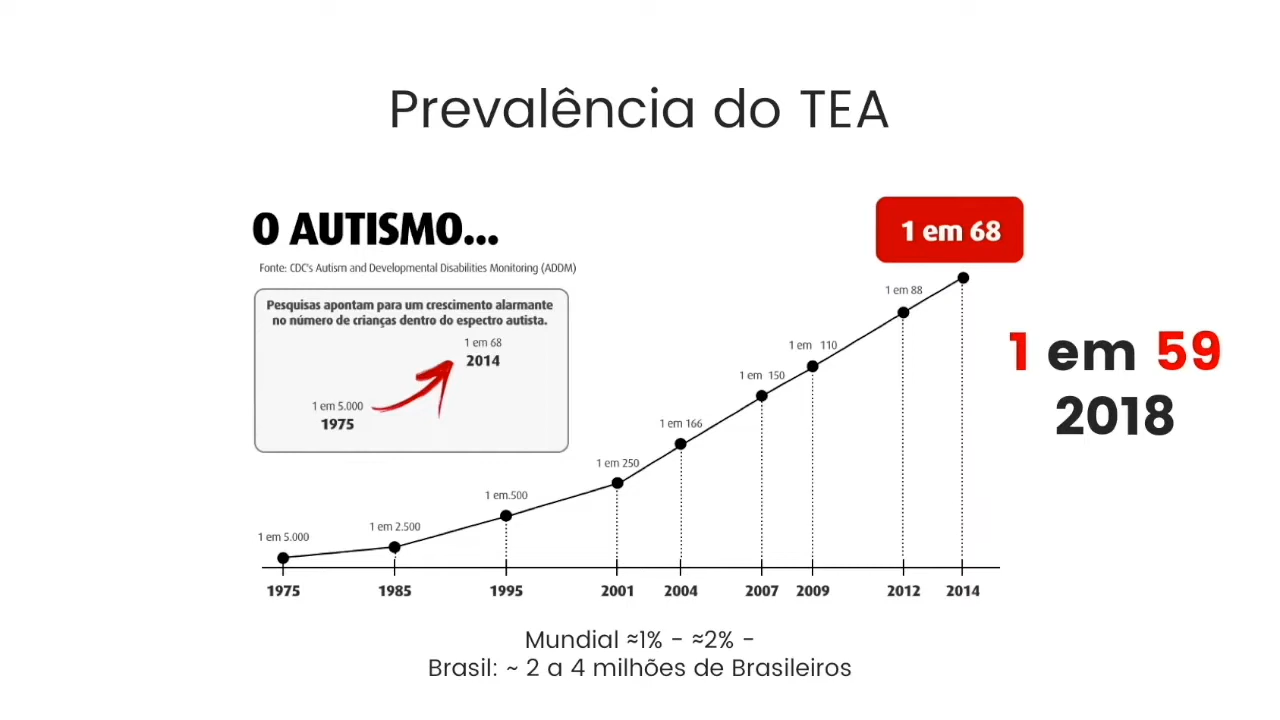 Prevalência do TEA
O AUTISMO...
Fonte: CDC's Autism and Developmental Disabilities Monitoring (ADDM)
Pesquisas apontam para um crescimento alarmante
no número de crianças dentro do espectro autista.
1 em 68
2014
1 em 5.000
1975
1 em 68
1 em 88
1 em 110
1 em 150
1 em 166
1 em 250
1 em.500
1 em 2.500
1 em 5.000
1 em 59
2018
1975 1985 1995 2001 2004 2007 2009 2012 2014
Mundial ≈1% - ≈2% -
Brasil: ~ 2 a 4 milhões de Brasileiros